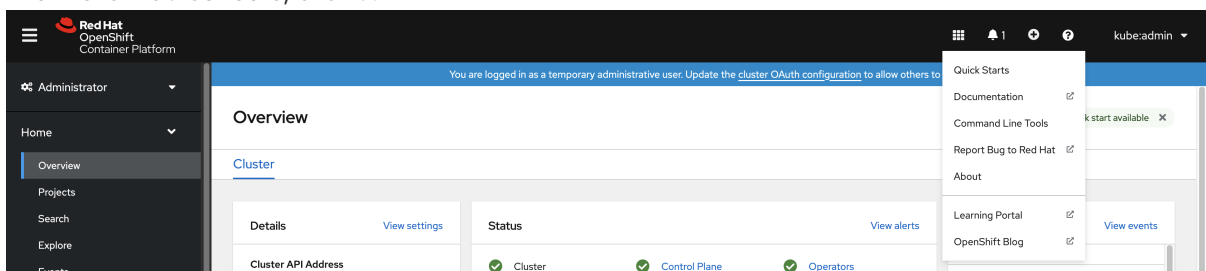 Red Hat
OpenShift
Container Platform
1
kube:admin
Administrator
Home
Overview
Projects
Search
Explore
Events
You are logged in as a temporary administrative user. Update the cluster OAuth configuration to allow others to
Overview
k start available
Cluster
Details
View settings
Cluster API Address
Status
View alerts
Cluster
Control Plane
Operators
View events
Quick Starts
Documentation
Command Line Tools
Report Bug to Red Hat
About
Learning Portal
OpenShift Blog